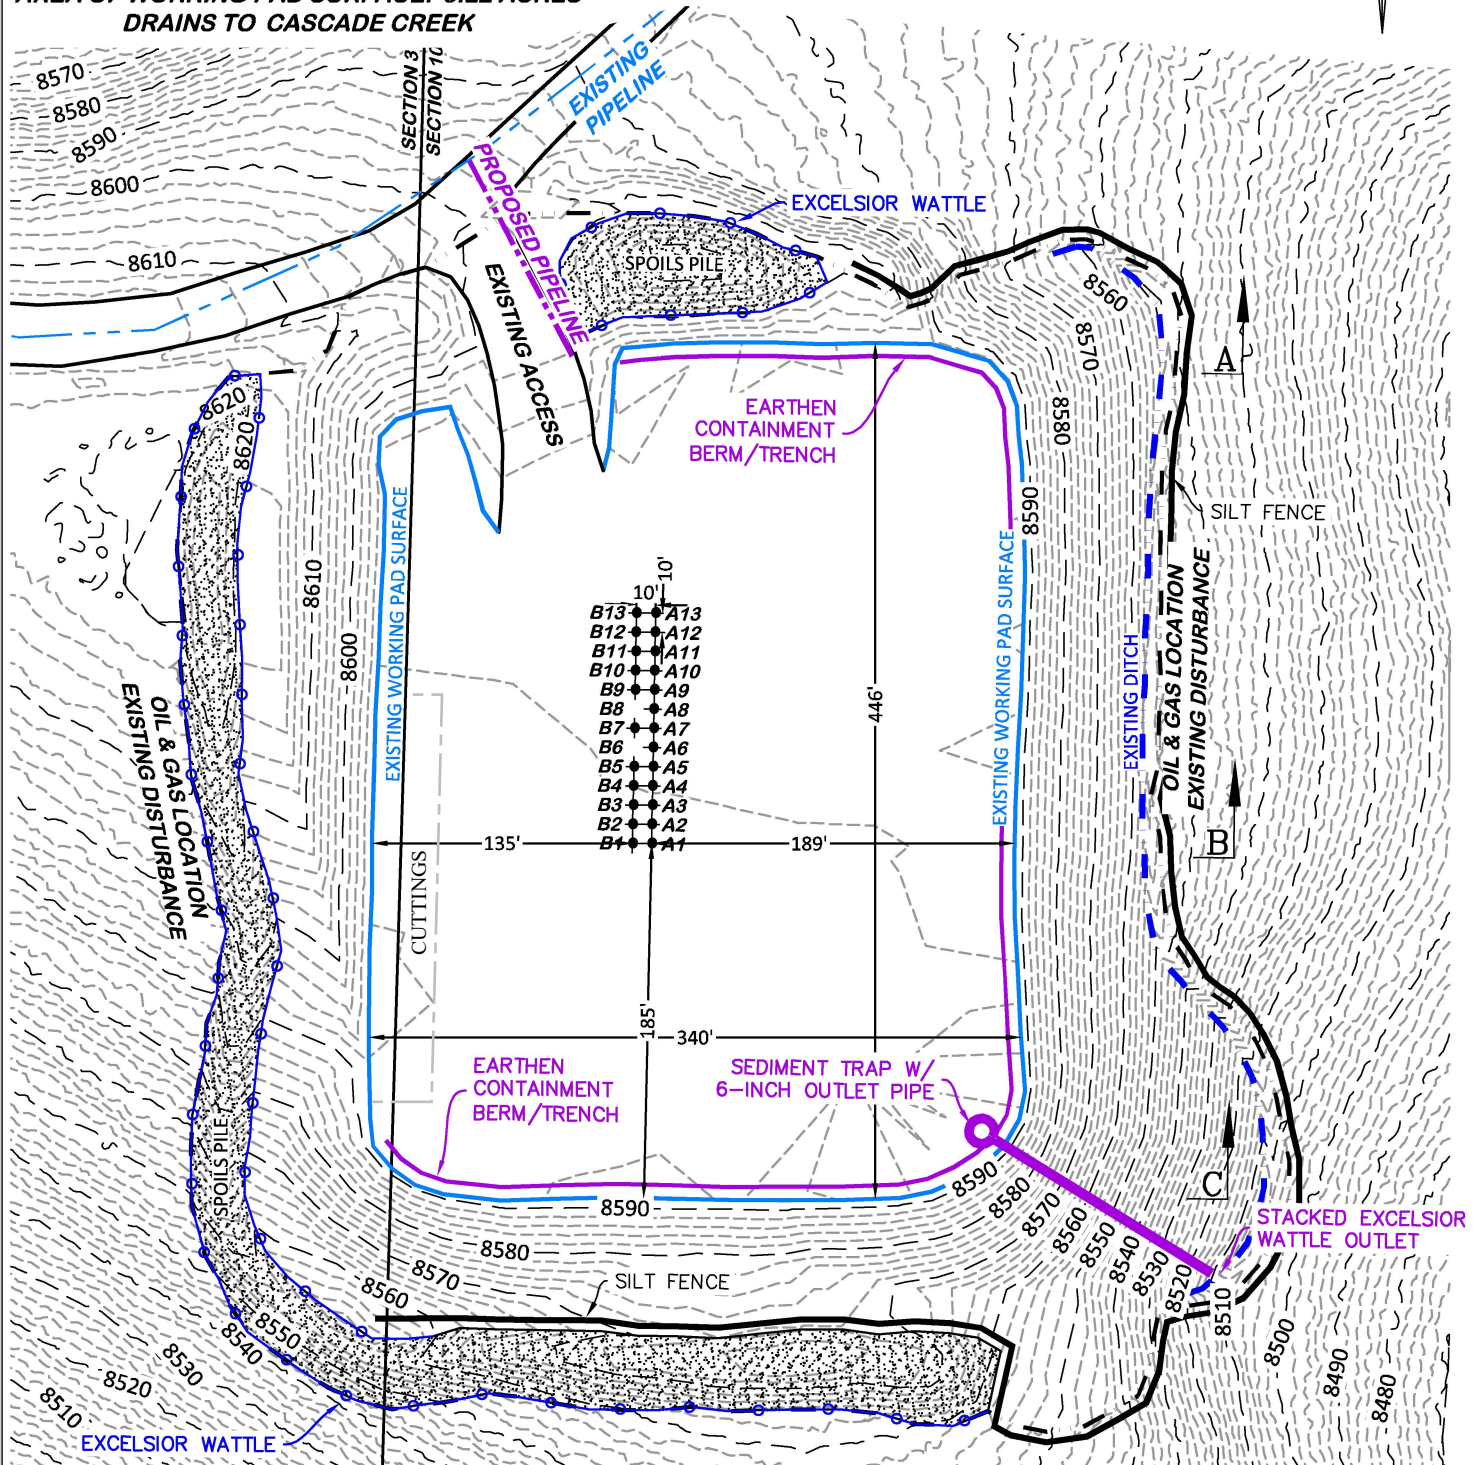 DRAINS TO CASCADE CREEK
8570
8580
8590
8600
8610
SECTION 3
SECTION 10
EXISTING
PIPELINE
PROPOSED PIPELINE
EXISTING ACCESS
EXCELSIOR WATTLE
SPOILS PILE
8560
8570
8580
8590
A
SILT FENCE
EARTHEN
CONTAINMENT
BERM/TRENCH
8620
8620
8610
8600
EXISTING WORKING PAD SURFACE
EXISTING WORKING PAD SURFACE
EXISTING DITCH
OIL & GAS LOCATION
EXISTING DISTURBANCE
OIL & GAS LOCATION
EXISTING DISTURBANCE
10'
10'
B13 A13
B12 A12
B11 A11
B10 A10
B9 A9
B8 A8
B7 A7
B6 A6
B5 A5
B4 A4
B3 A3
B2 A2
B1 A1
446'
135'
189'
B
CUTTINGS
185'
340'
EARTHEN
CONTAINMENT
BERM/TRENCH
SEDIMENT TRAP W/
6-INCH OUTLET PIPE
C
SPOILS PILE
8590
8580
8570
8560
8550
8540
8530
8520
8510
8590
8580
8570
8560
8550
8540
8530
8520
8510
8500
8490
8480
STACKED EXCELSIOR
WATTLE OUTLET
SILT FENCE
EXCELSIOR WATTLE